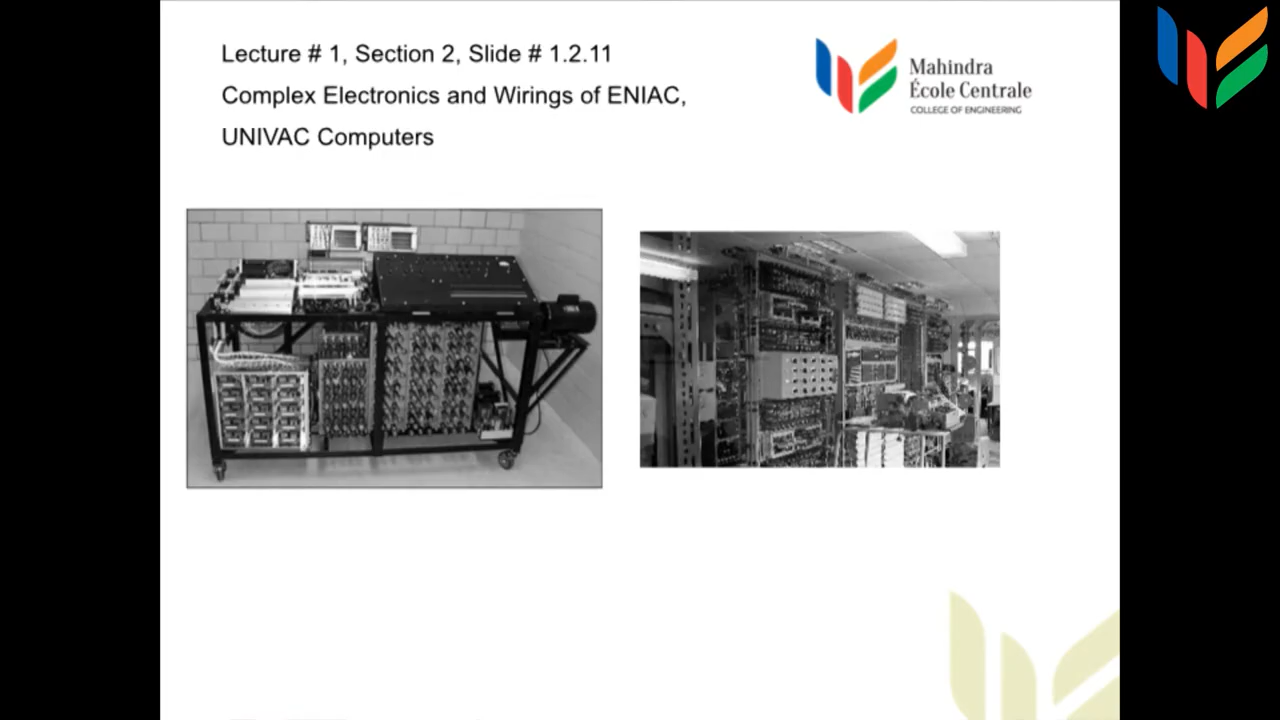 Lecture # 1, Section 2, Slide # 1.2.11
Complex Electronics and Wirings of ENIAC,
UNIVAC Computers
Mahindra
École Centrale
COLLEGE OF ENGINEERING